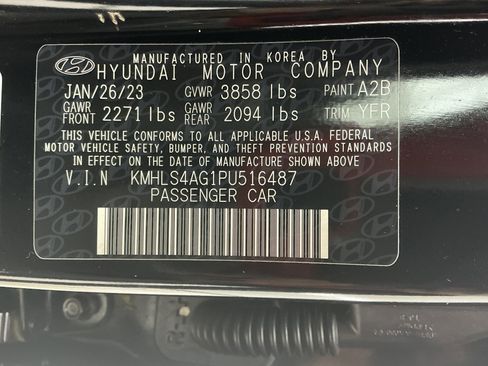 MANUFACTURED IN KOREA BY
HYUNDAI MOTOR COMPANY
JAN/26/23 GVWR 3858 lbs PAINT A2B
GAWR FRONT 2271 lbs GAWR REAR 2094 lbs TRIM YFR
THIS VEHICLE CONFORMS TO ALL APPLICABLE U.S.A. FEDERAL
MOTOR VEHICLE SAFETY, BUMPER, AND THEFT PREVENTION STANDARDS
IN EFFECT ON THE DATE OF MANUFACTURE SHOWN ABOVE
V.I.N KMHLS4AG1PU516487
PASSENGER CAR